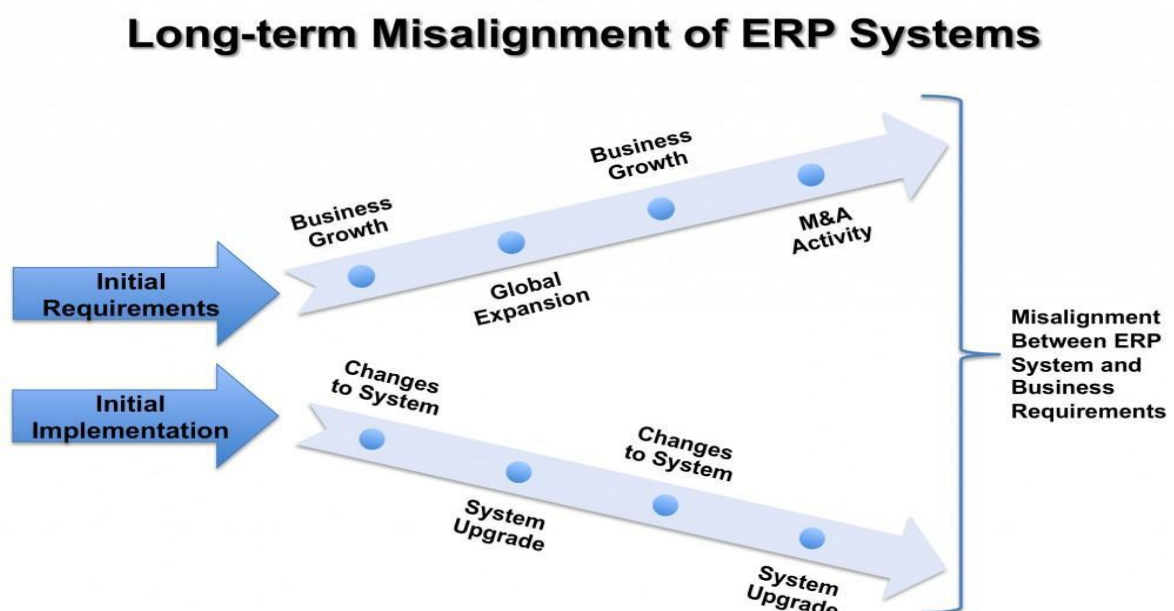 Long-term Misalignment of ERP Systems
Business
Growth
Business
Growth
M&A
Activity
Global
Expansion
Initial
Requirements
Misalignment
Between ERP
System and
Business
Requirements
Initial
Implementation
Changes
to System
Changes
to System
System
Upgrade
System
Upgrade